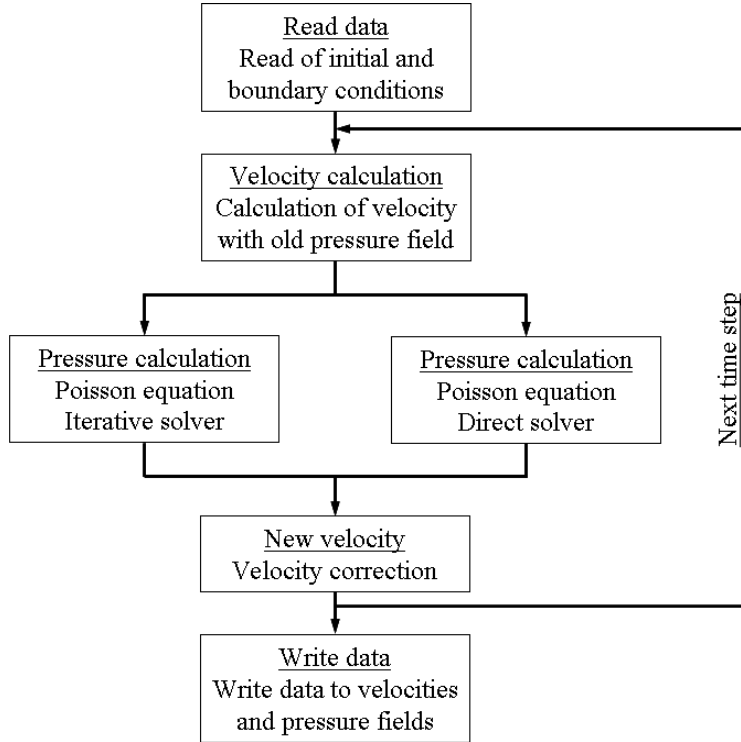 Read data
Read of initial and
boundary conditions
Velocity calculation
Calculation of velocity
with old pressure field
Pressure calculation
Poisson equation
Iterative solver
Pressure calculation
Poisson equation
Direct solver
Next time step
New velocity
Velocity correction
Write data
Write data to velocities
and pressure fields